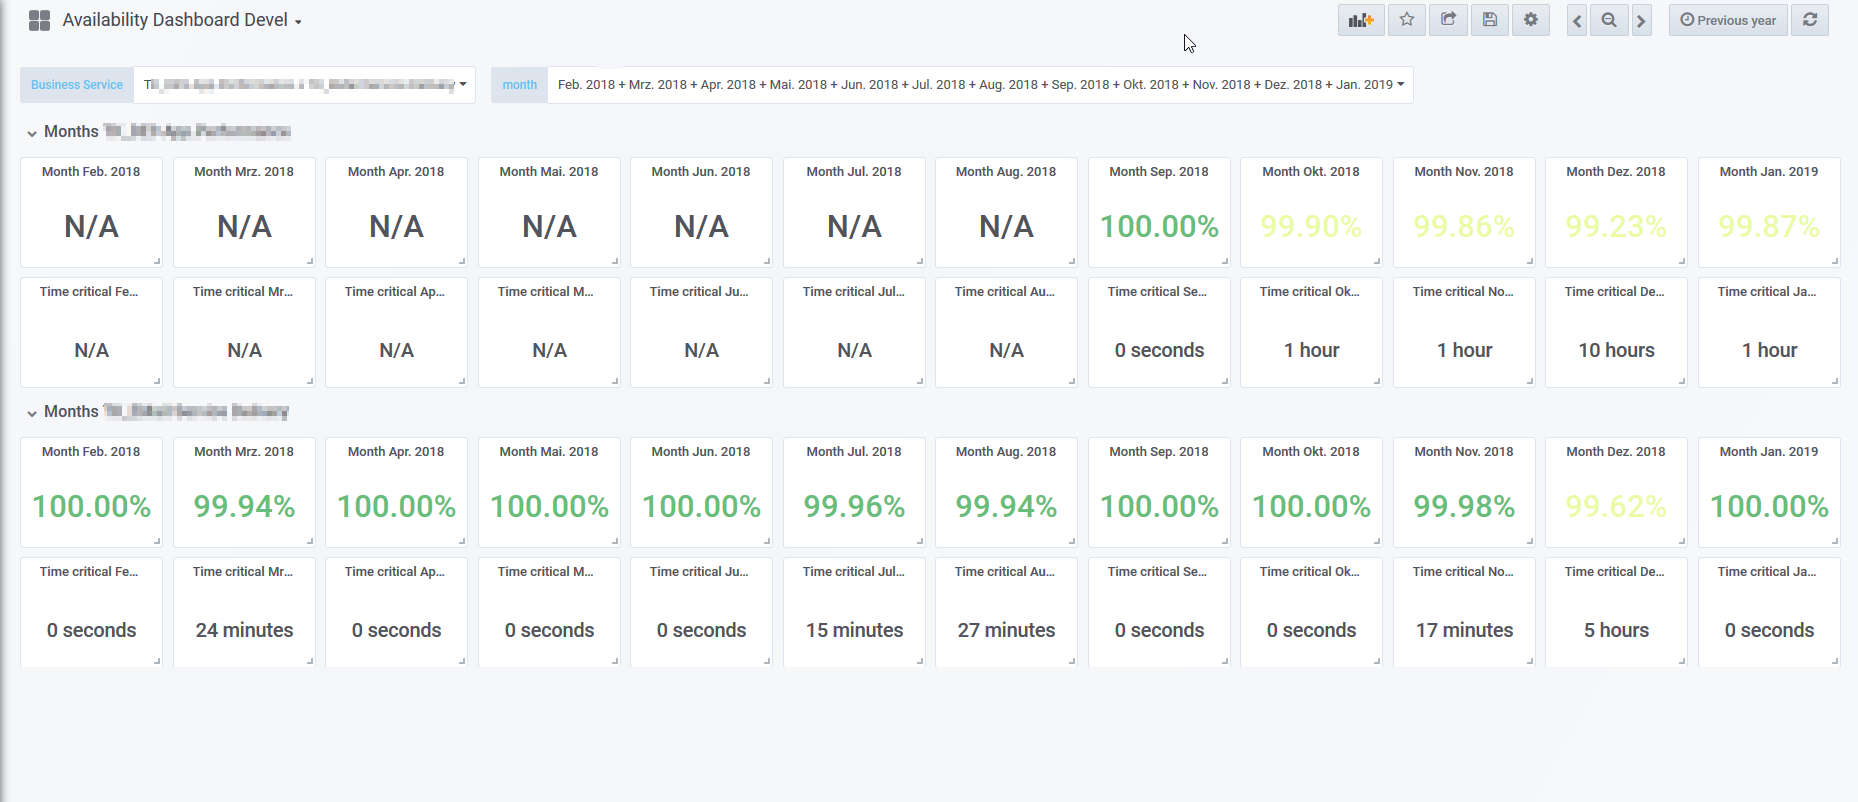 Availability Dashboard Devel
Previous year
Business Service
month Feb. 2018 + Mrz. 2018 + Apr. 2018 + Mai. 2018 + Jun. 2018 + Jul. 2018 + Aug. 2018 + Sep. 2018 + Okt. 2018 + Nov. 2018 + Dez. 2018 + Jan. 2019
Months
Month Feb. 2018 Month Mrz. 2018 Month Apr. 2018 Month Mai. 2018 Month Jun. 2018 Month Jul. 2018 Month Aug. 2018 Month Sep. 2018 Month Okt. 2018 Month Nov. 2018 Month Dez. 2018 Month Jan. 2019
N/A N/A N/A N/A N/A N/A N/A 100.00% 99.90% 99.86% 99.23% 99.87%
Time critical Fe... Time critical Mr... Time critical Ap... Time critical M... Time critical Ju... Time critical Jul... Time critical Au... Time critical Se... Time critical Ok... Time critical No... Time critical De... Time critical Ja...
N/A N/A N/A N/A N/A N/A N/A 0 seconds 1 hour 1 hour 10 hours 1 hour
Months
Month Feb. 2018 Month Mrz. 2018 Month Apr. 2018 Month Mai. 2018 Month Jun. 2018 Month Jul. 2018 Month Aug. 2018 Month Sep. 2018 Month Okt. 2018 Month Nov. 2018 Month Dez. 2018 Month Jan. 2019
100.00% 99.94% 100.00% 100.00% 100.00% 99.96% 99.94% 100.00% 100.00% 99.98% 99.62% 100.00%
Time critical Fe... Time critical Mr... Time critical Ap... Time critical M... Time critical Ju... Time critical Jul... Time critical Au... Time critical Se... Time critical Ok... Time critical No... Time critical De... Time critical Ja...
0 seconds 24 minutes 0 seconds 0 seconds 0 seconds 15 minutes 27 minutes 0 seconds 0 seconds 17 minutes 5 hours 0 seconds